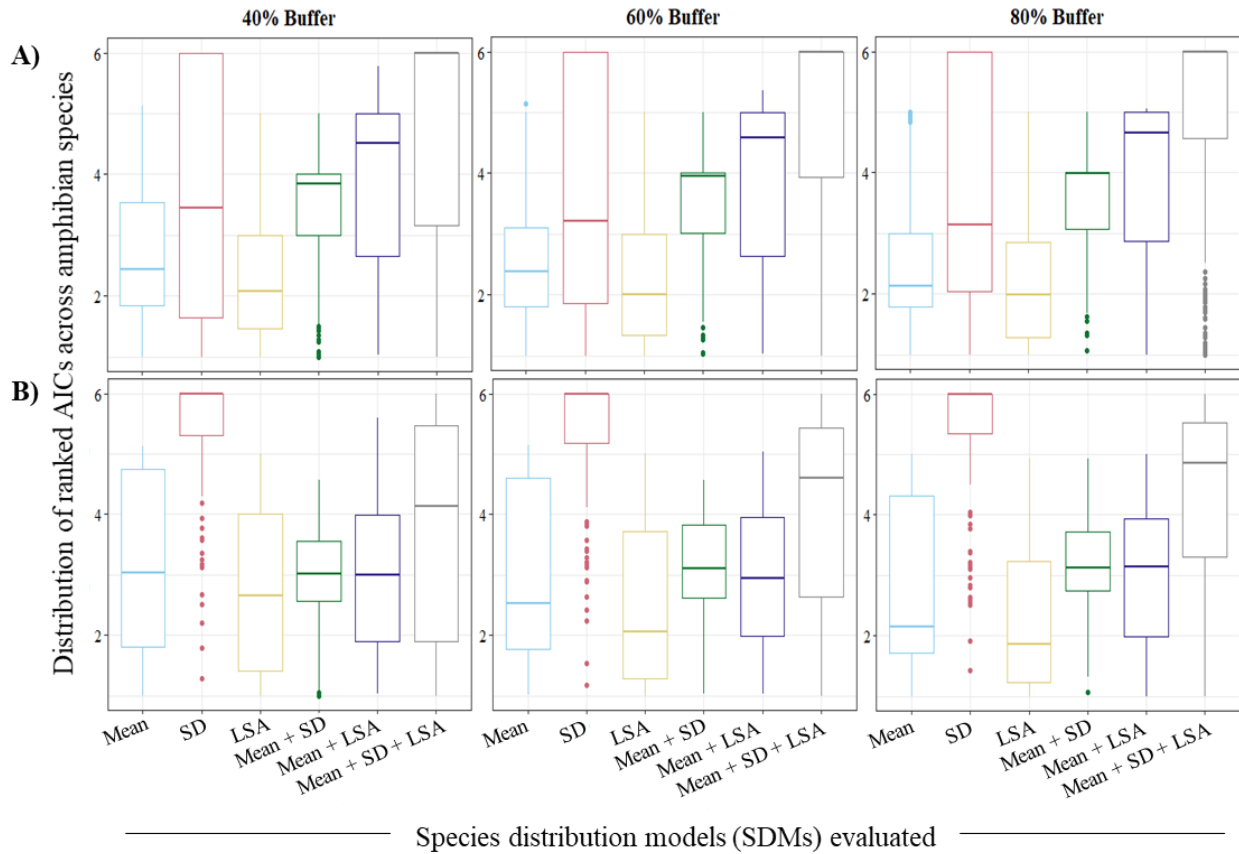 40% Buffer
60% Buffer
80% Buffer
A)
6
4
2
6
4
2
6
4
2
B)
6
4
2
6
4
2
6
4
2
Distribution of ranked AICs across amphibian species
Mean
SD
LSA
Mean + SD
Mean + LSA
Mean + SD + LSA
Mean
SD
LSA
Mean + SD
Mean + LSA
Mean + SD + LSA
Mean
SD
LSA
Mean + SD
Mean + LSA
Mean + SD + LSA
Species distribution models (SDMs) evaluated